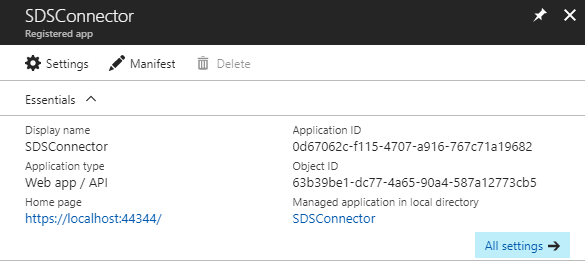 SDSConnector
Registered app
Settings
Manifest
Delete
Essentials
Display name
SDSConnector
Application type
Web app / API
Home page
https://localhost:44344/
Application ID
0d67062c-f115-4707-a916-767c71a19682
Object ID
63b39be1-dc77-4a65-90a4-587a12773cb5
Managed application in local directory
SDSConnector
All settings